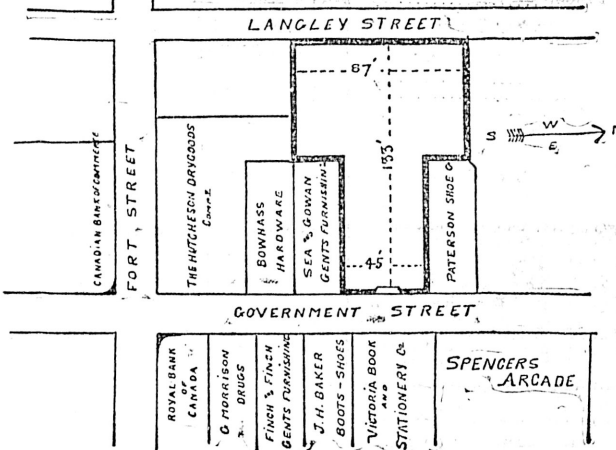 LANGLEY STREET
87'
133'
45'
S
W
E
CANADIAN BANK OF COMMERCE
FORT STREET
THE HUTCHESON DRYGOODS
COMP.Y.
BOWNASS
HARDWARE
SEA & GOWAN
GENTS FURNISHIN'
PATERSON SHOE Co
GOVERNMENT STREET
ROYAL BANK
OF
CANADA
G MORRISON
DRUGS
FINCH & FINCH
GENTS FURNISHING
J.H. BAKER
BOOTS-SHOES
VICTORIA BOOK
AND
STATIONERY Co
SPENCERS
ARCADE